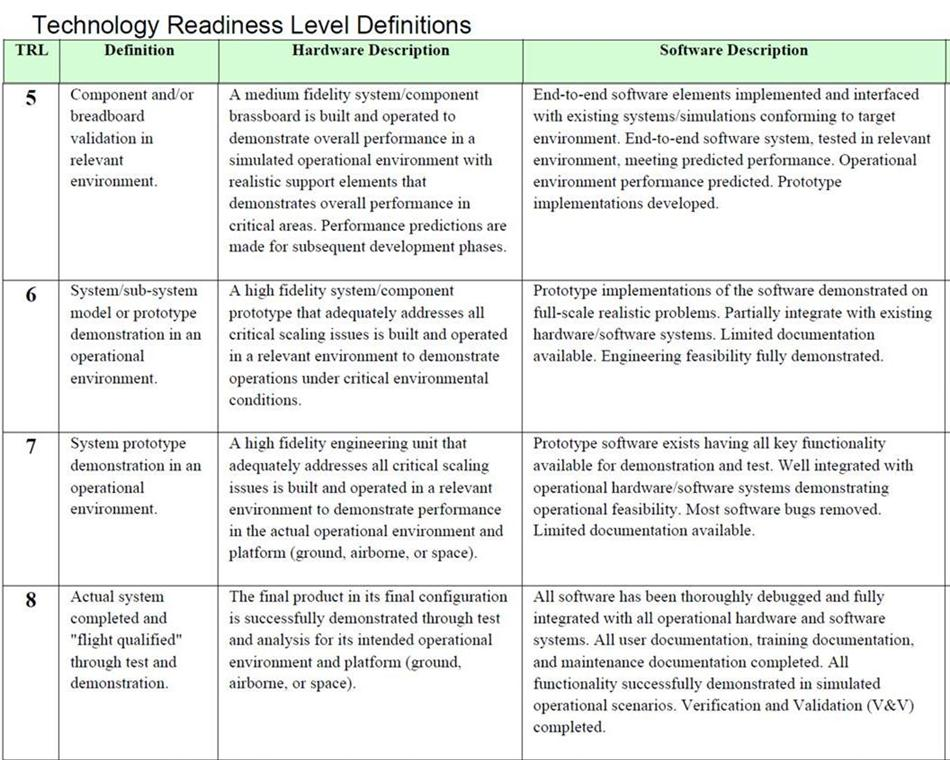 Technology Readiness Level Definitions
TRL
Definition
Hardware Description
Software Description
5
Component and/or
breadboard
validation in
relevant
environment.
A medium fidelity system/component
brassboard is built and operated to
demonstrate overall performance in a
simulated operational environment with
realistic support elements that
demonstrates overall performance in
critical areas. Performance predictions are
made for subsequent development phases.
End-to-end software elements implemented and interfaced
with existing systems/simulations conforming to target
environment. End-to-end software system, tested in relevant
environment, meeting predicted performance. Operational
environment performance predicted. Prototype
implementations developed.
6
System/sub-system
model or prototype
demonstration in an
operational
environment.
A high fidelity system/component
prototype that adequately addresses all
critical scaling issues is built and operated
in a relevant environment to demonstrate
operations under critical environmental
conditions.
Prototype implementations of the software demonstrated on
full-scale realistic problems. Partially integrate with existing
hardware/software systems. Limited documentation
available. Engineering feasibility fully demonstrated.
7
System prototype
demonstration in an
operational
environment.
A high fidelity engineering unit that
adequately addresses all critical scaling
issues is built and operated in a relevant
environment to demonstrate performance
in the actual operational environment and
platform (ground, airborne, or space).
Prototype software exists having all key functionality
available for demonstration and test. Well integrated with
operational hardware/software systems demonstrating
operational feasibility. Most software bugs removed.
Limited documentation available.
8
Actual system
completed and
"flight qualified"
through test and
demonstration.
The final product in its final configuration
is successfully demonstrated through test
and analysis for its intended operational
environment and platform (ground,
airborne, or space).
All software has been thoroughly debugged and fully
integrated with all operational hardware and software
systems. All user documentation, training documentation,
and maintenance documentation completed. All
functionality successfully demonstrated in simulated
operational scenarios. Verification and Validation (V&V)
completed.